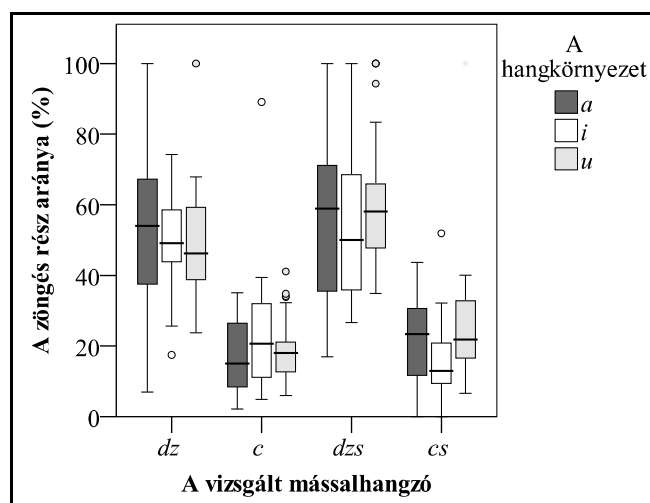 A zöngés rész aránya (%)
100
80
60
40
20
0
dz
c
dzs
cs
A vizsgált mássalhangzó
A
hangkörnyezet
a
i
u